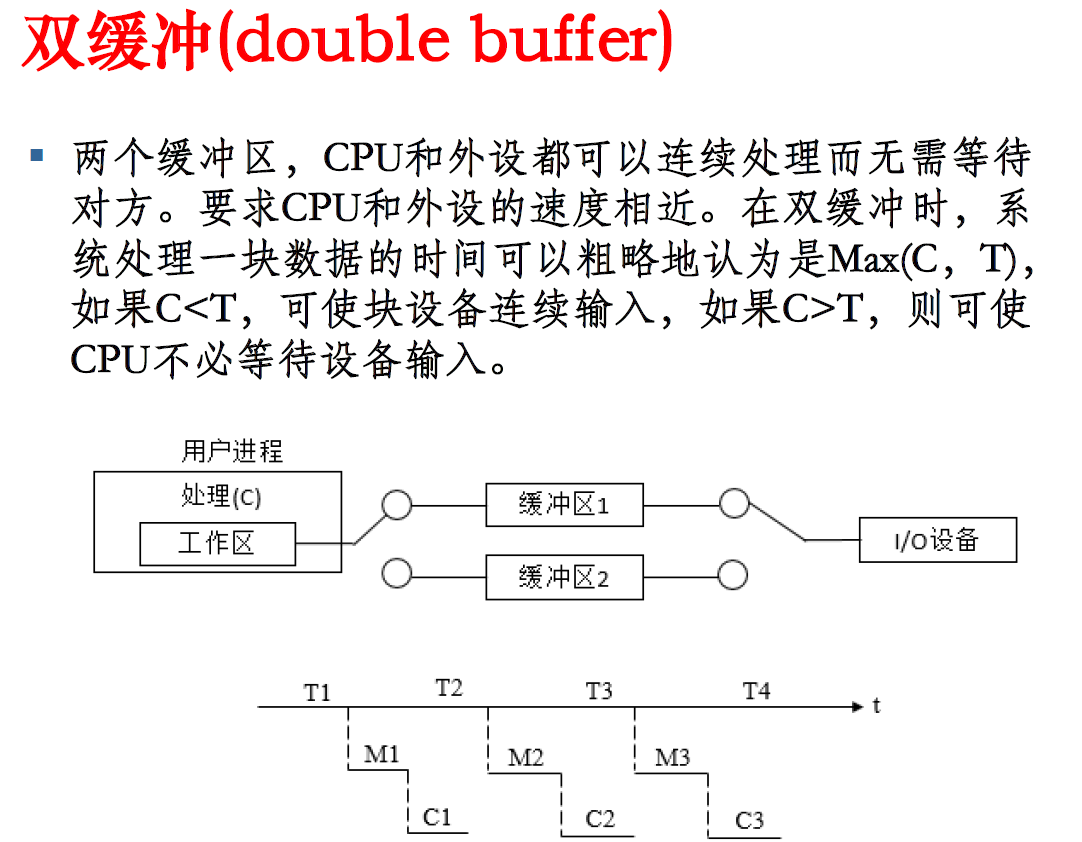 双缓冲(double buffer)
两个缓冲区，CPU和外设都可以连续处理而无需等待
对方。要求CPU和外设的速度相近。在双缓冲时，系
统处理一块数据的时间可以粗略地认为是Max(C，T)，
如果C<T，可使块设备连续输入，如果C>T，则可使
CPU不必等待设备输入。
用户进程
处理(C)
工作区
缓冲区1
缓冲区2
I/O设备
T1 T2 T3 T4 t
M1 M2 M3
C1 C2 C3